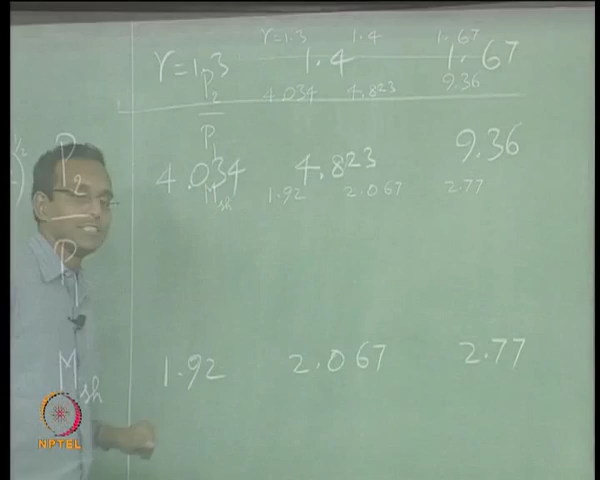 γ=1.3 1.4 1.67
γ=1.3 1.4 1.67
P2/P1 4.034 4.823 9.36
P2/P1 4.034 4.823 9.36
Msh 1.92 2.067 2.77
Msh 1.92 2.067 2.77
NPTEL